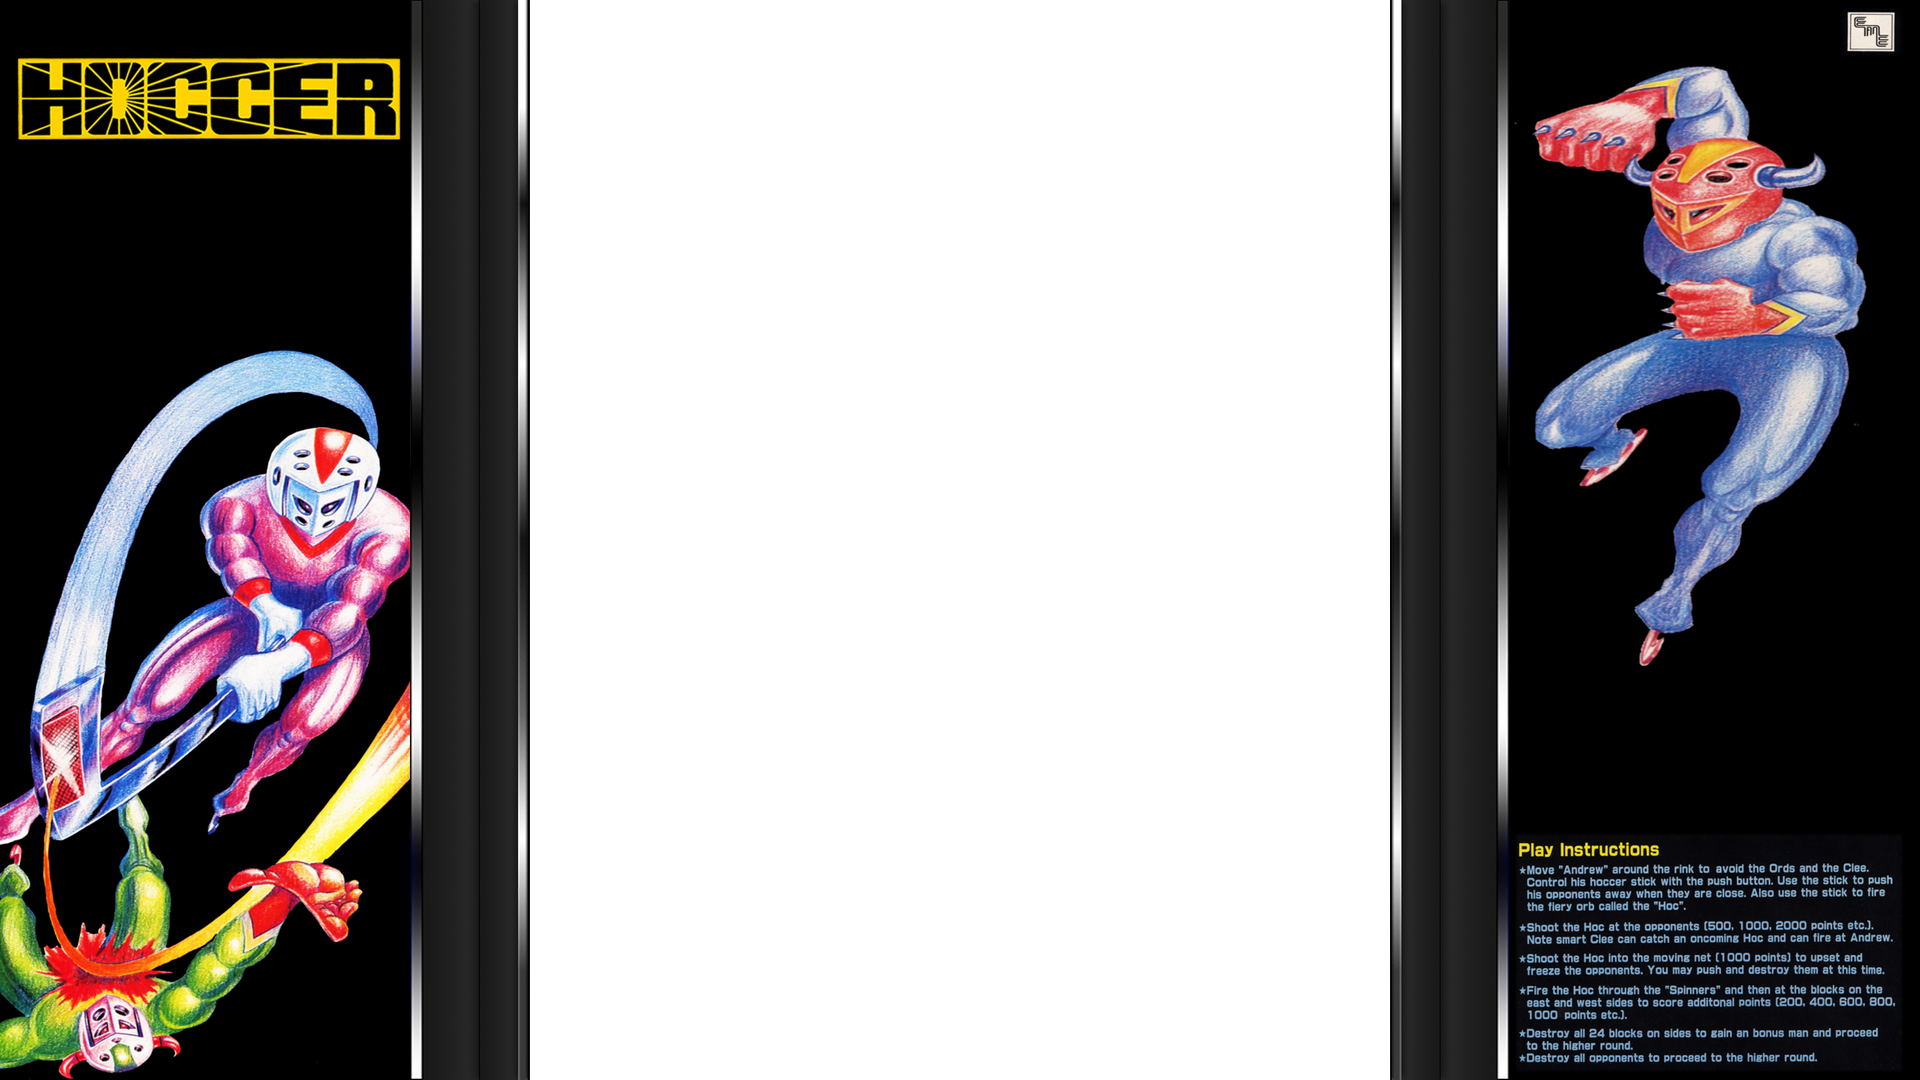 HOCCER
Play Instructions
★Move "Andrew" around the rink to avoid the Ords and the Clee.
Control his hoccer stick with the push button. Use the stick to push
his opponents away when they are close. Also use the stick to fire
the fiery orb called the "Hoc".
★Shoot the Hoc at the opponents (500, 1000, 2000 points etc.).
Note smart Clee can catch an oncoming Hoc and can fire at Andrew.
★Shoot the Hoc into the moving net (1000 points) to upset and
freeze the opponents. You may push and destroy them at this time.
★Fire the Hoc through the "Spinners" and then at the blocks on the
east and west sides to score additonal points (200, 400, 600, 800,
1000 points etc.).
★Destroy all 24 blocks on sides to gain an bonus man and proceed
to the higher round.
★Destroy all opponents to proceed to the higher round.